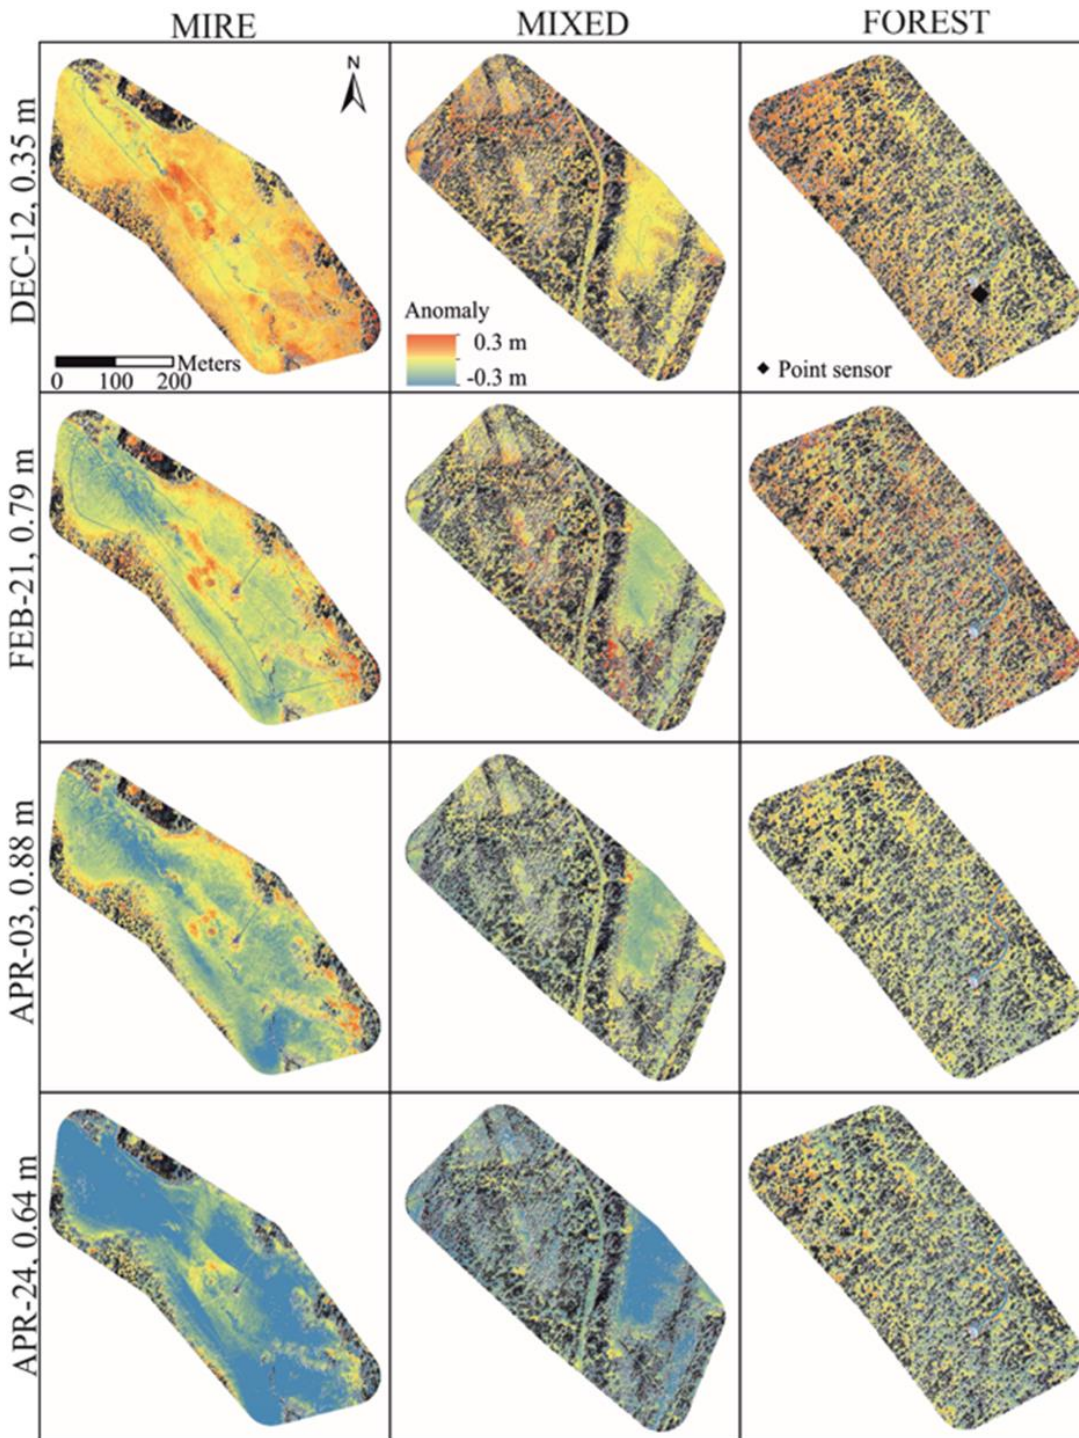 MIRE
MIXED
FOREST
DEC-12, 0.35 m
N
Meters
0 100 200
Anomaly
0.3 m
-0.3 m
Point sensor
FEB-21, 0.79 m
APR-03, 0.88 m
APR-24, 0.64 m